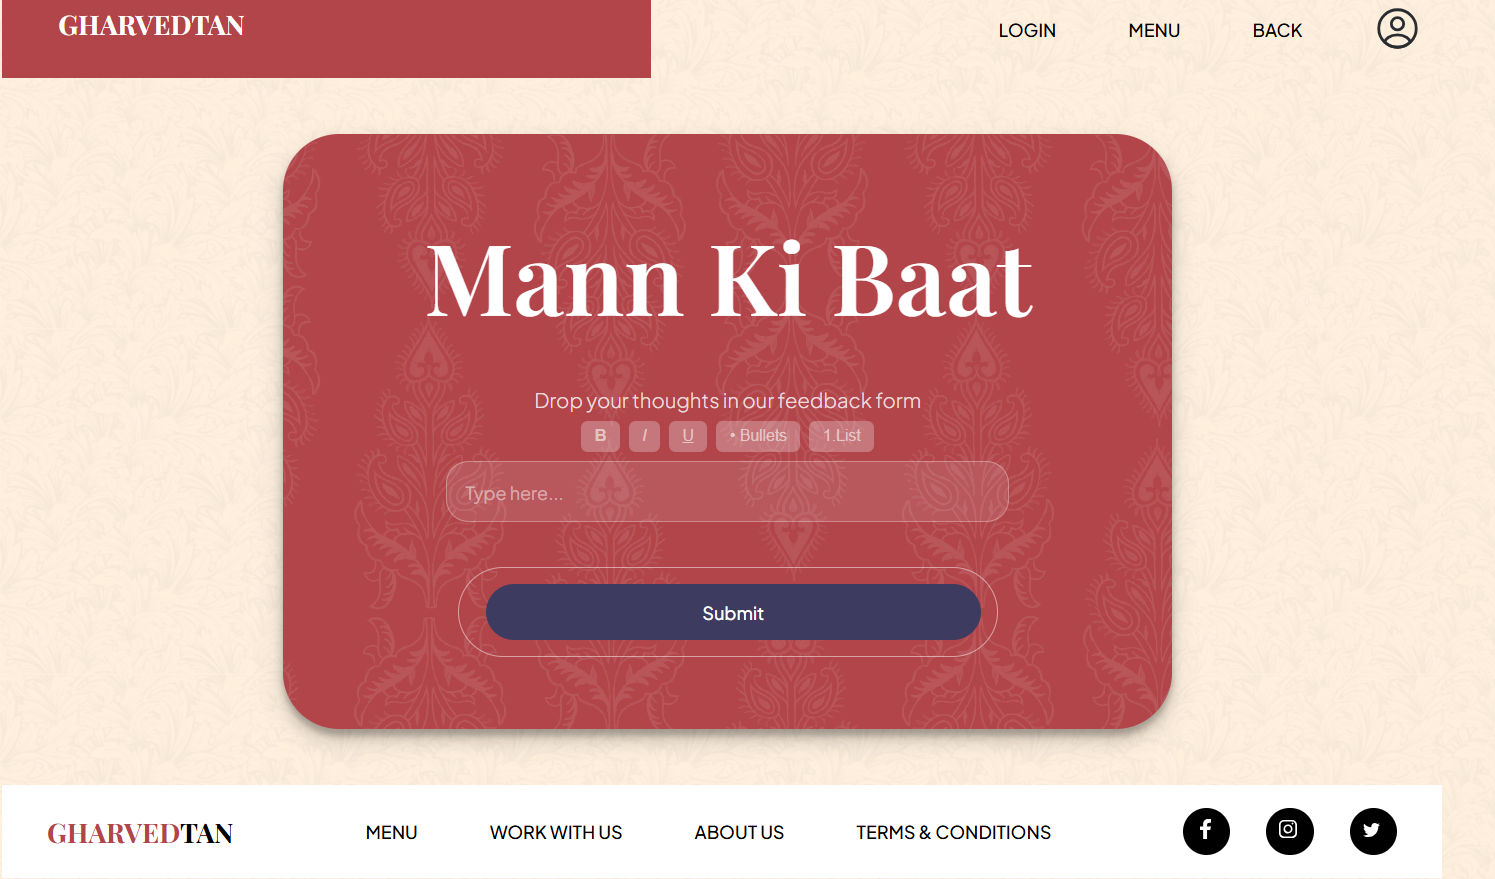 GHARVEDTAN
LOGIN MENU BACK
Mann Ki Baat
Drop your thoughts in our feedback form
B I U • Bullets 1.List
Type here...
Submit
GHARVEDTAN MENU WORK WITH US ABOUT US TERMS & CONDITIONS